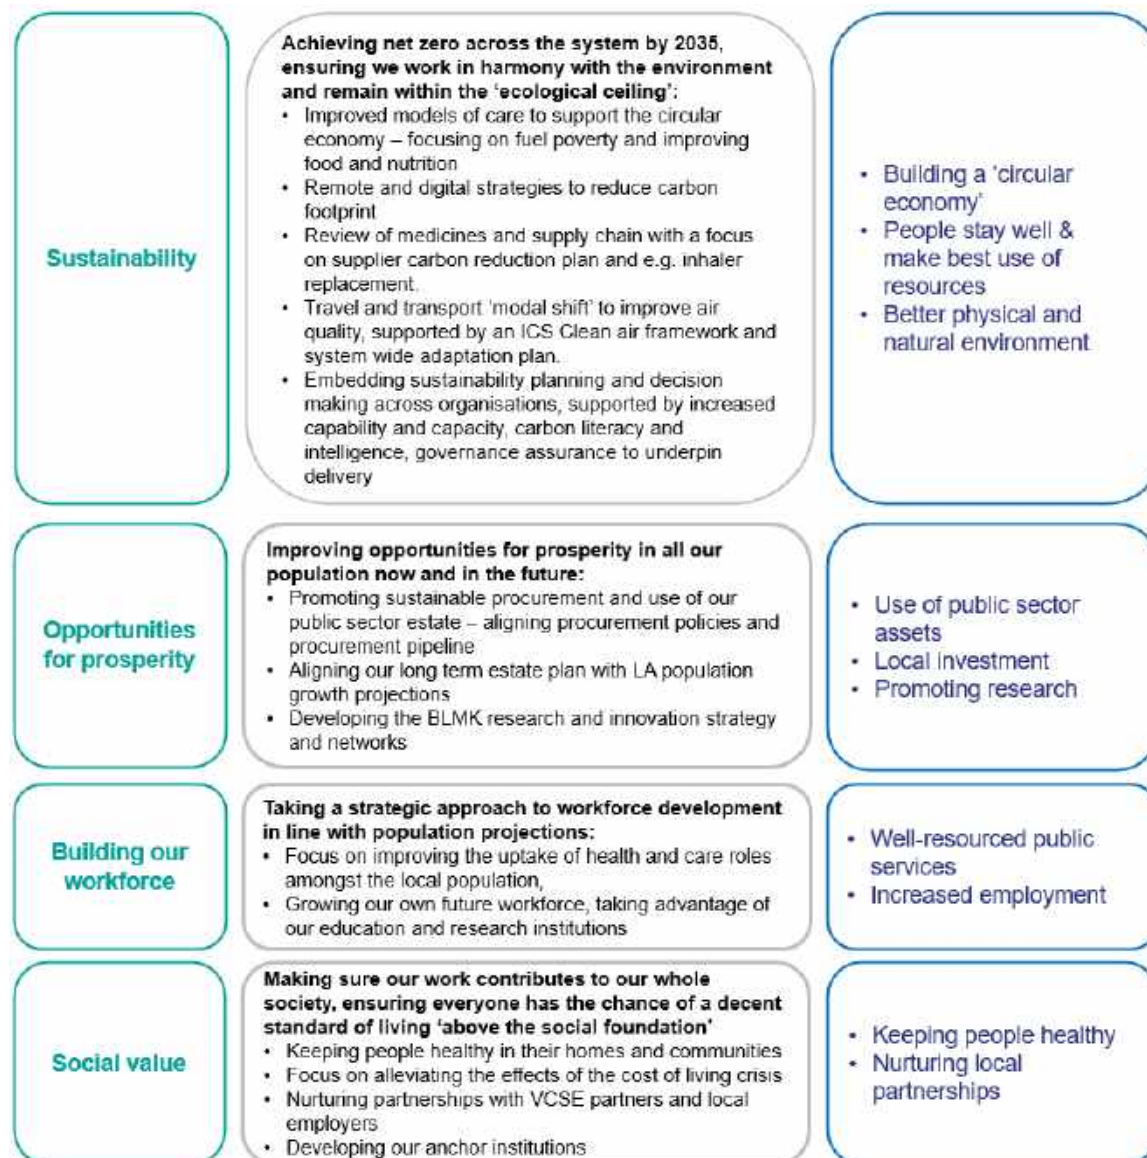 Sustainability
Achieving net zero across the system by 2035,
ensuring we work in harmony with the environment
and remain within the ‘ecological ceiling’:
• Improved models of care to support the circular
economy – focusing on fuel poverty and improving
food and nutrition
• Remote and digital strategies to reduce carbon
footprint
• Review of medicines and supply chain with a focus
on supplier carbon reduction plan and e.g. inhaler
replacement.
• Travel and transport ‘modal shift’ to improve air
quality, supported by an ICS Clean air framework and
system wide adaptation plan.
• Embedding sustainability planning and decision
making across organisations, supported by increased
capability and capacity, carbon literacy and
intelligence, governance assurance to underpin
delivery
• Building a ‘circular
economy’
• People stay well &
make best use of
resources
• Better physical and
natural environment
Opportunities
for prosperity
Improving opportunities for prosperity in all our
population now and in the future:
• Promoting sustainable procurement and use of our
public sector estate – aligning procurement policies and
procurement pipeline
• Aligning our long term estate plan with LA population
growth projections
• Developing the BLMK research and innovation strategy
and networks
• Use of public sector
assets
• Local investment
• Promoting research
Building our
workforce
Taking a strategic approach to workforce development
in line with population projections:
• Focus on improving the uptake of health and care roles
amongst the local population,
• Growing our own future workforce, taking advantage of
our education and research institutions
• Well-resourced public
services
• Increased employment
Social value
Making sure our work contributes to our whole
society, ensuring everyone has the chance of a decent
standard of living ‘above the social foundation’
• Keeping people healthy in their homes and communities
• Focus on alleviating the effects of the cost of living crisis
• Nurturing partnerships with VCSE partners and local
employers
• Developing our anchor institutions
• Keeping people healthy
• Nurturing local
partnerships